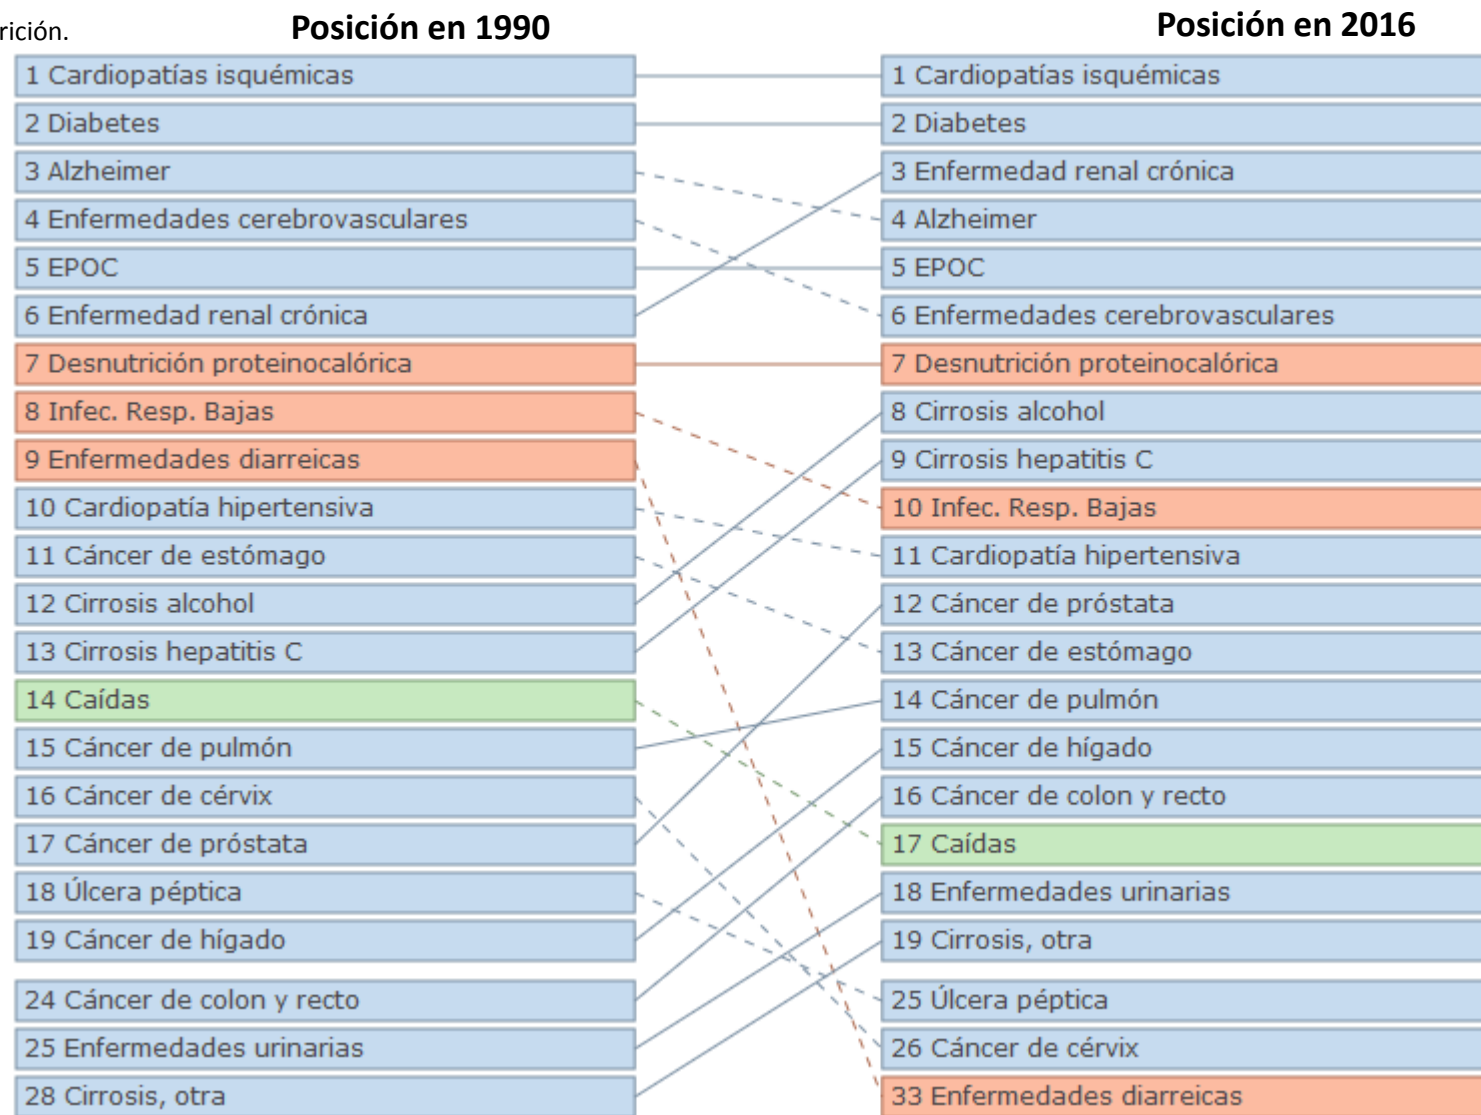 rición.
Posición en 1990
1 Cardiopatías isquémicas
2 Diabetes
3 Alzheimer
4 Enfermedades cerebrovasculares
5 EPOC
6 Enfermedad renal crónica
7 Desnutrición proteinocalórica
8 Infec. Resp. Bajas
9 Enfermedades diarreicas
10 Cardiopatía hipertensiva
11 Cáncer de estómago
12 Cirrosis alcohol
13 Cirrosis hepatitis C
14 Caídas
15 Cáncer de pulmón
16 Cáncer de cérvix
17 Cáncer de próstata
18 Úlcera péptica
19 Cáncer de hígado
24 Cáncer de colon y recto
25 Enfermedades urinarias
28 Cirrosis, otra
Posición en 2016
1 Cardiopatías isquémicas
2 Diabetes
3 Enfermedad renal crónica
4 Alzheimer
5 EPOC
6 Enfermedades cerebrovasculares
7 Desnutrición proteinocalórica
8 Cirrosis alcohol
9 Cirrosis hepatitis C
10 Infec. Resp. Bajas
11 Cardiopatía hipertensiva
12 Cáncer de próstata
13 Cáncer de estómago
14 Cáncer de pulmón
15 Cáncer de hígado
16 Cáncer de colon y recto
17 Caídas
18 Enfermedades urinarias
19 Cirrosis, otra
25 Úlcera péptica
26 Cáncer de cérvix
33 Enfermedades diarreicas